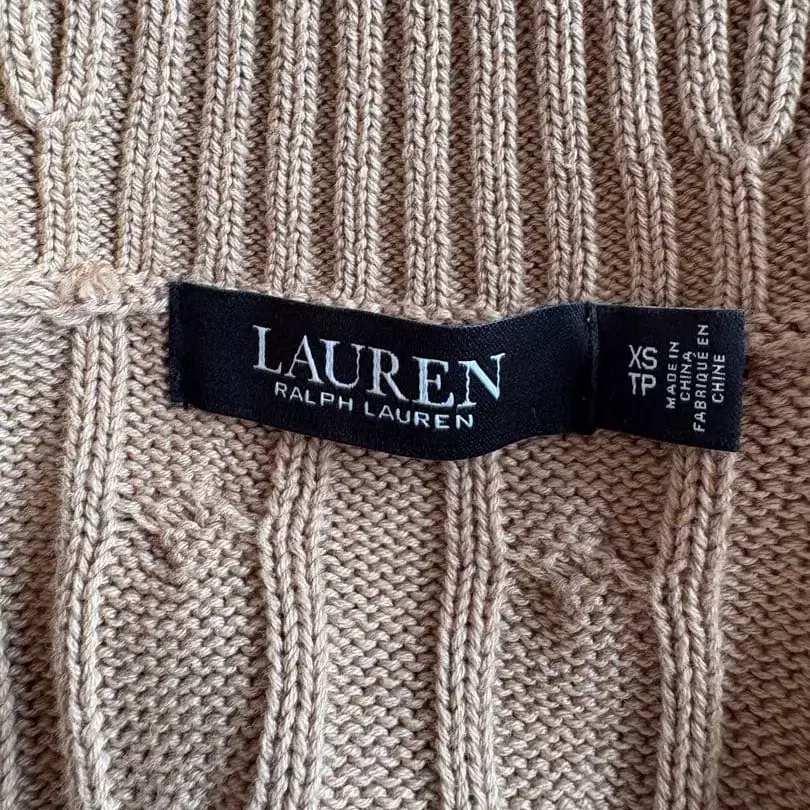 LAUREN
RALPH LAUREN
XS
TP
MADE IN
CHINA
FABRIQUÉ EN
CHINE